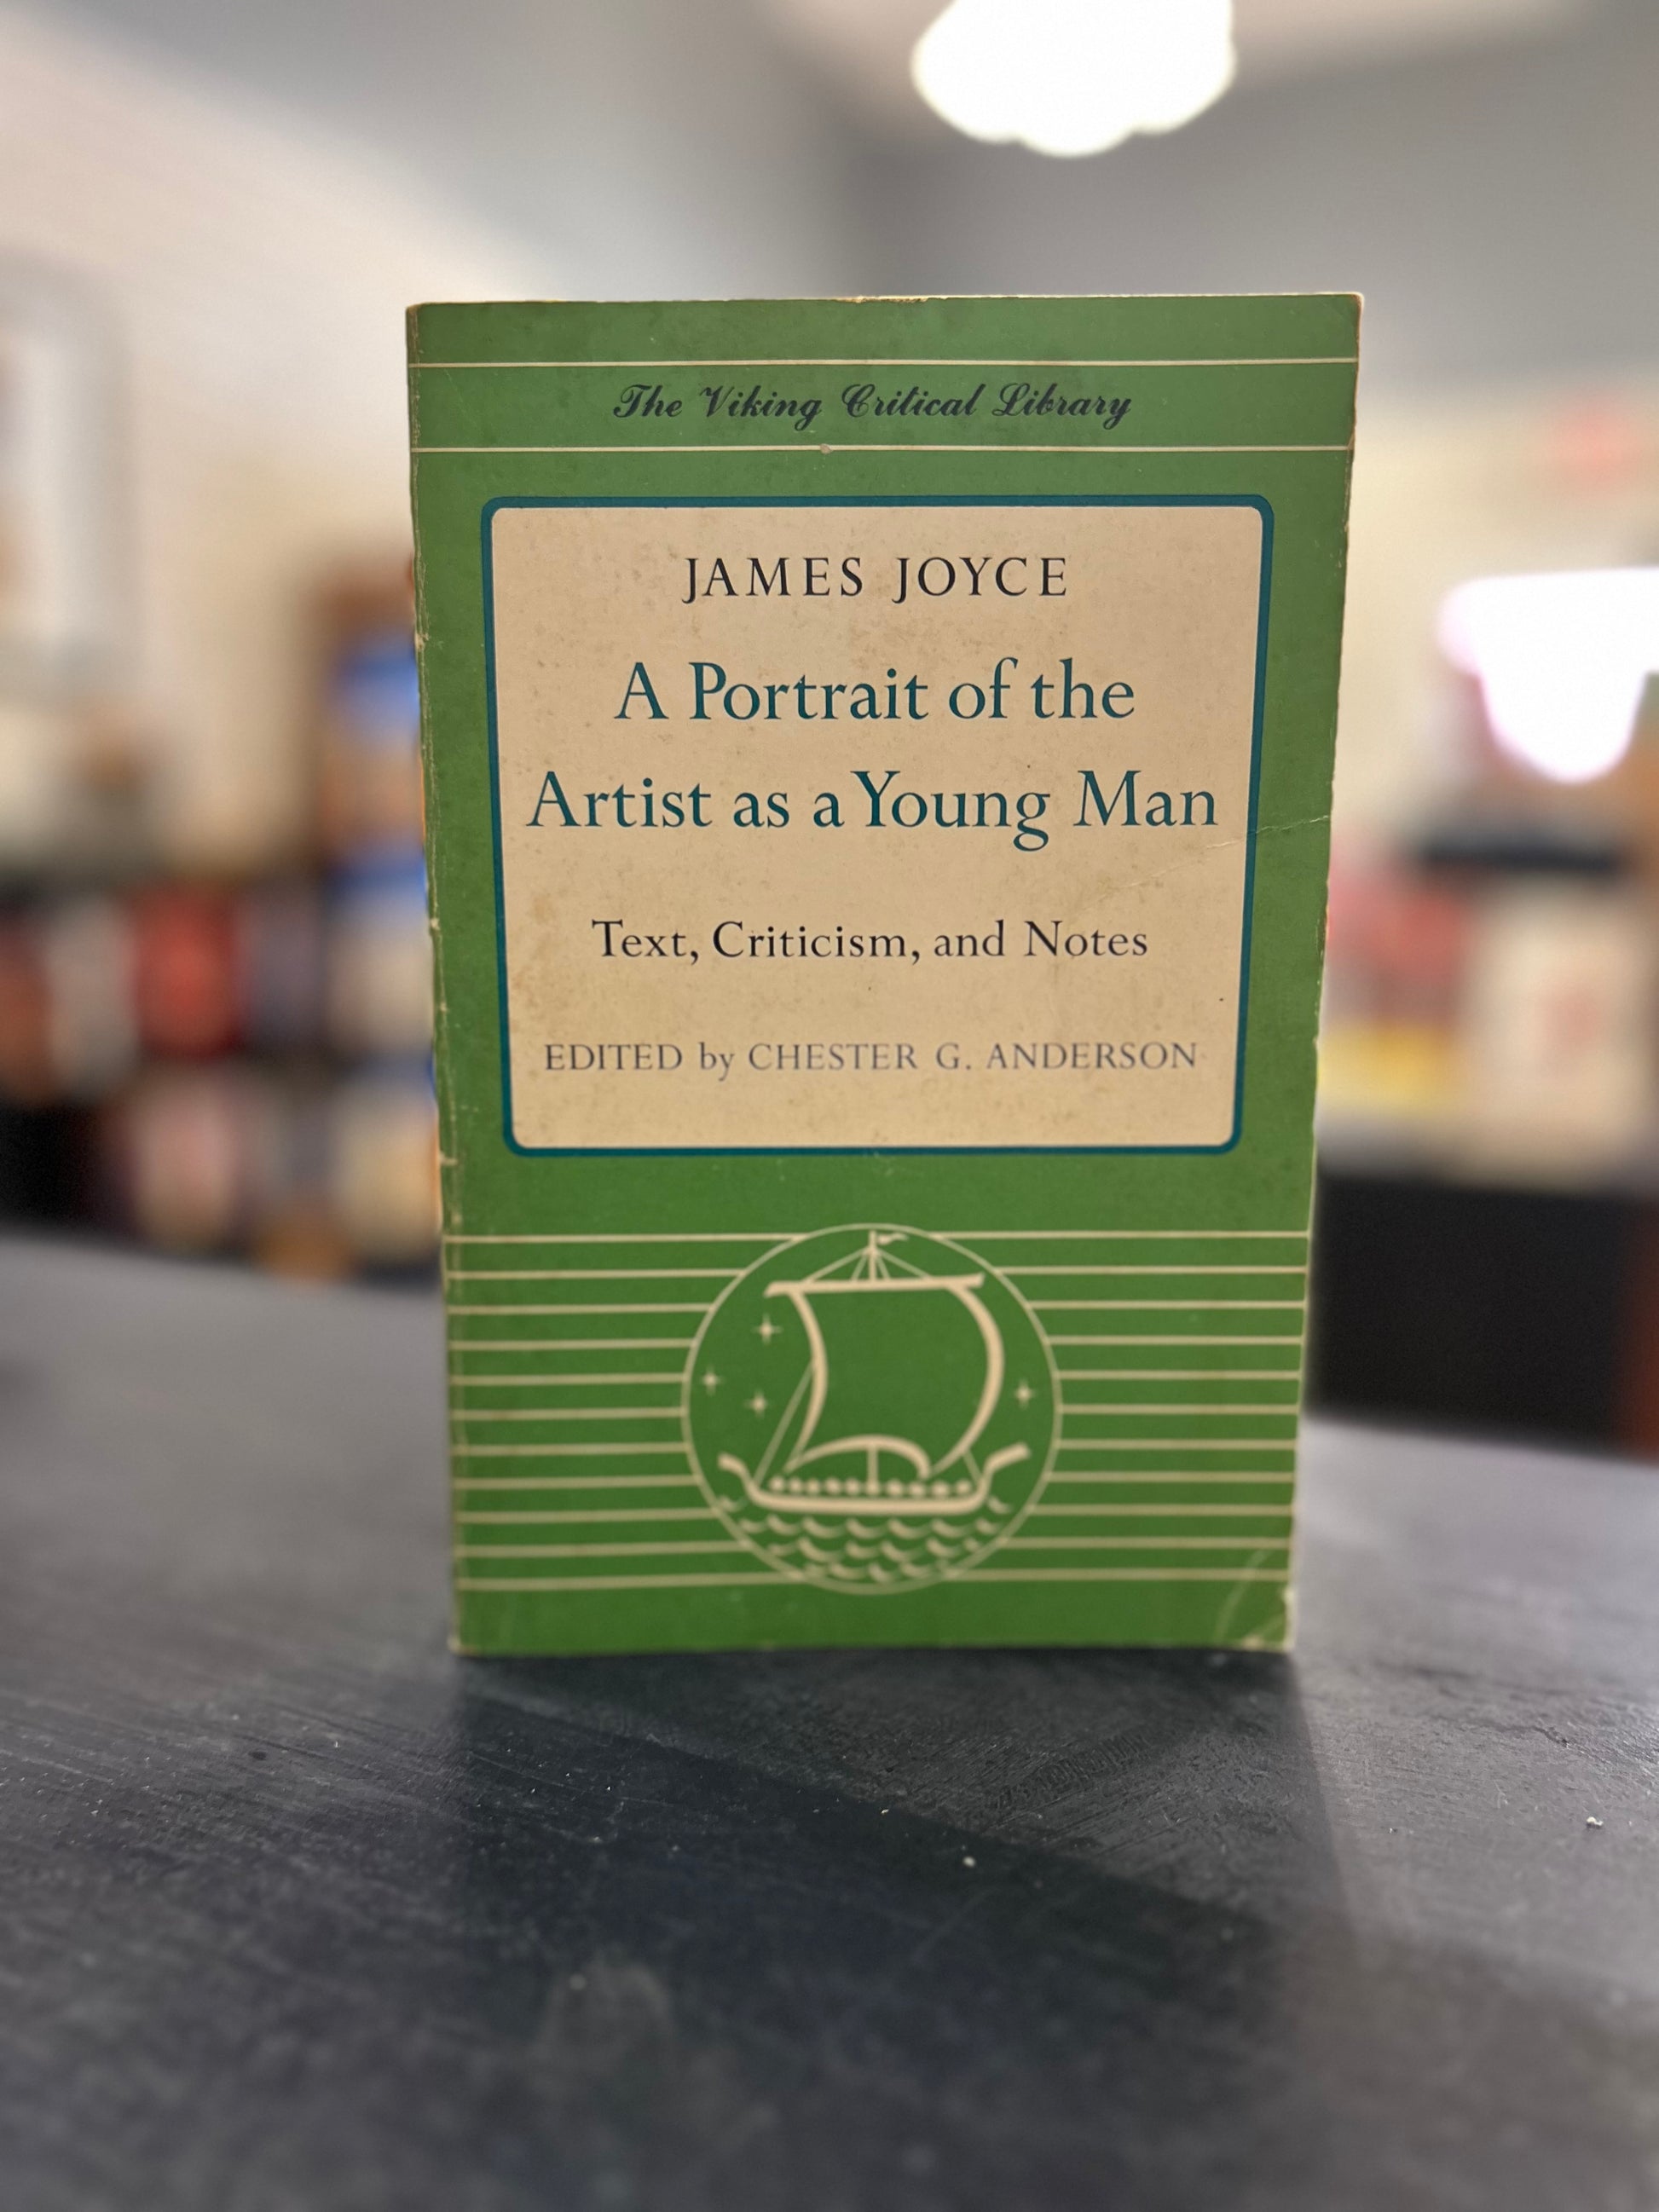 The Viking Critical Library
JAMES JOYCE
A Portrait of the
Artist as a Young Man
Text, Criticism, and Notes
EDITED by CHESTER G. ANDERSON